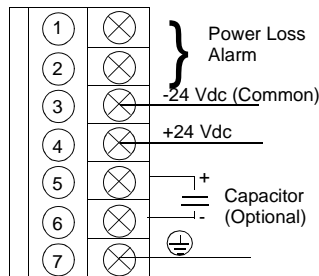 1
2
3
4
5
6
7
Power Loss
Alarm
-24 Vdc (Common)
+24 Vdc
+
Capacitor
-
(Optional)